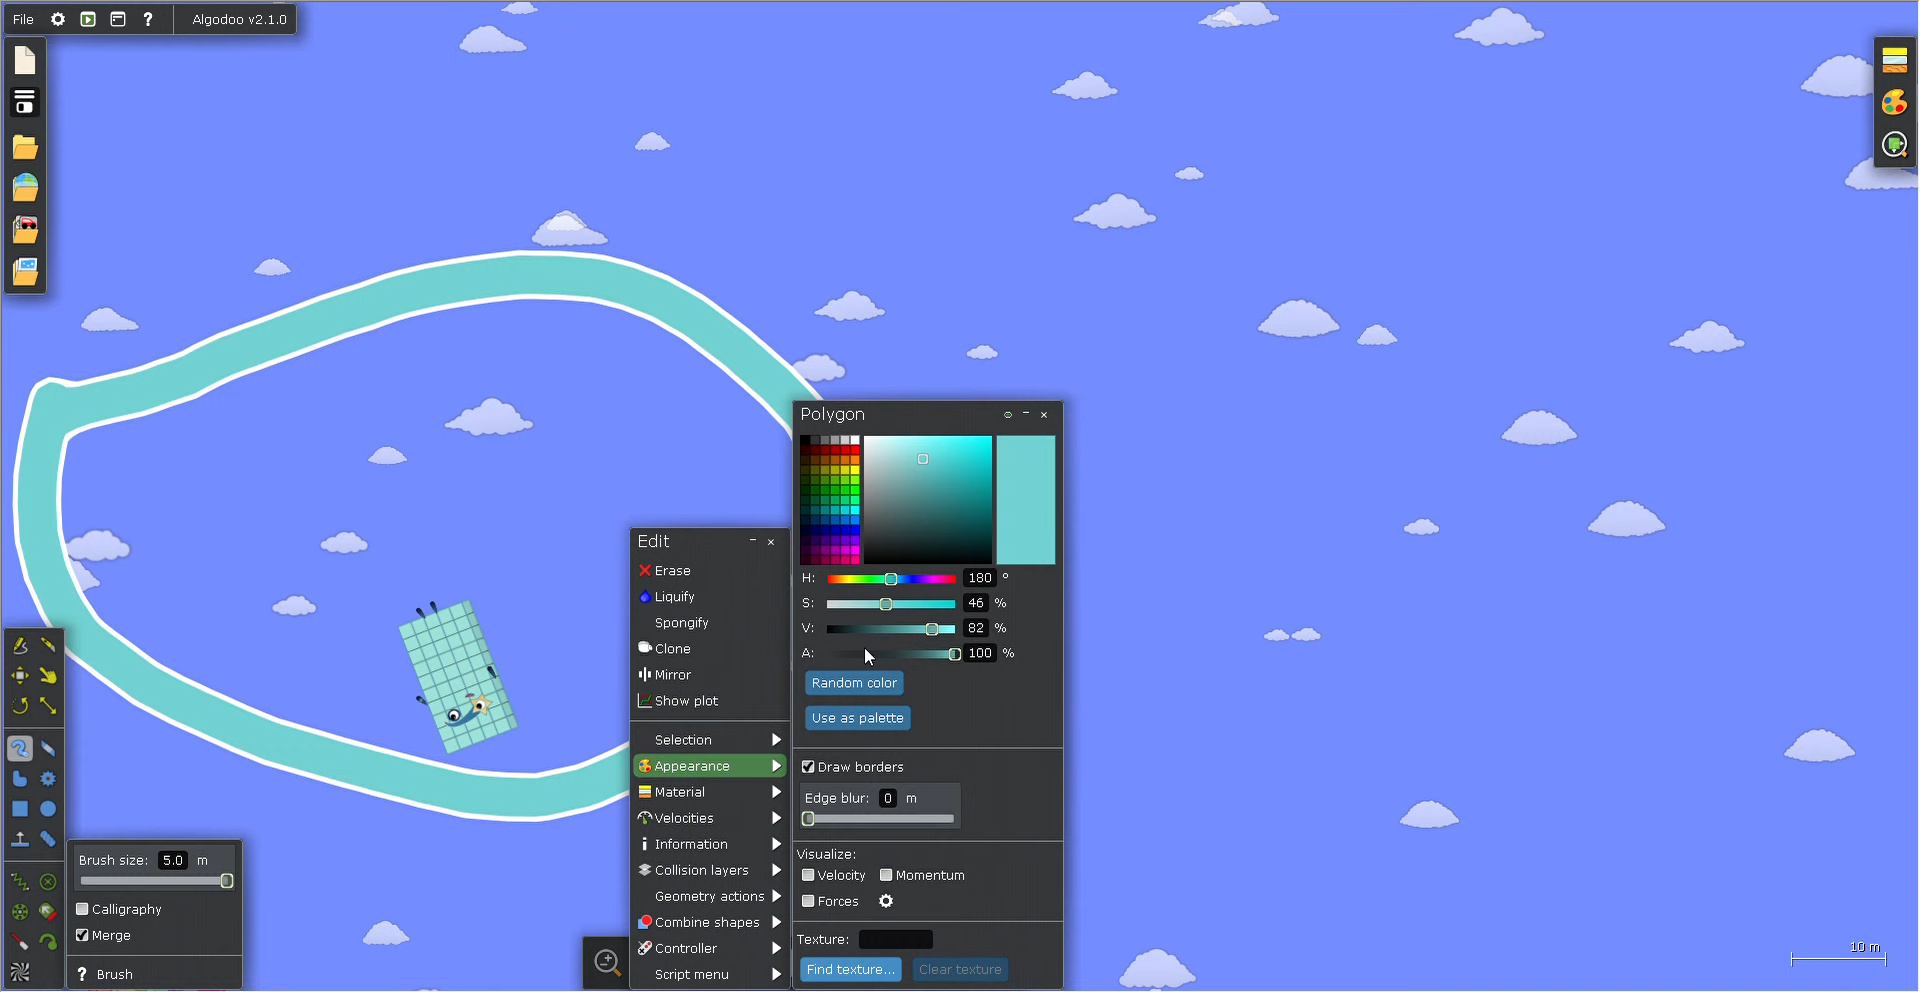 File ? Algodoo v2.1.0
Polygon
H: 180 °
S: 46 %
V: 82 %
A: 100 %
Random color
Use as palette
Draw borders
Edge blur: 0 m
Visualize:
Velocity Momentum
Forces
Texture:
Find texture... Clear texture
Edit
Erase
Liquify
Spongify
Clone
Mirror
Show plot
Selection
Appearance
Material
Velocities
Information
Collision layers
Geometry actions
Combine shapes
Controller
Script menu
Brush size: 5.0 m
Calligraphy
Merge
? Brush
10 m